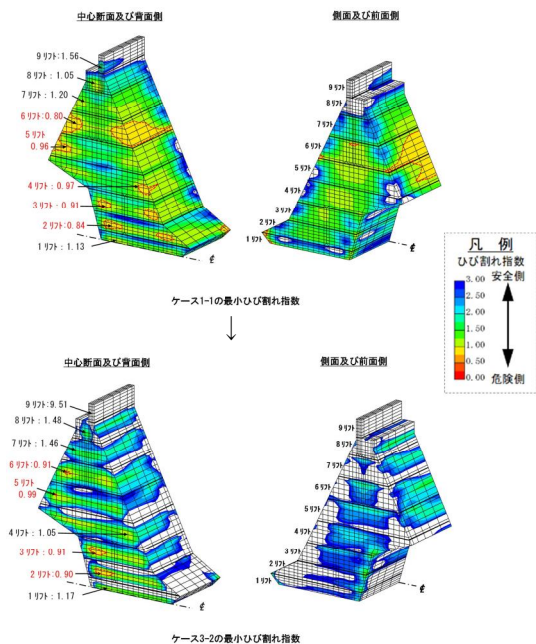 中心断面及び背面側
側面及び前面側
9 リフト:1.56
8 リフト : 1.05
7 リフト : 1.20
6 リフト:0.80
5 リフト
0.96
4 リフト : 0.97
3 リフト : 0.91
2 リフト : 0.84
1 リフト : 1.13
℄
9 リフト
8 リフト
7 リフト
6 リフト
5 リフト
4 リフト
3 リフト
2 リフト
1 リフト
℄
ケース1-1の最小ひび割れ指数
凡 例
ひび割れ指数
3.00
安全側
2.50
2.00
1.50
1.00
0.50
0.00
危険側
中心断面及び背面側
側面及び前面側
9 リフト:9.51
8 リフト : 1.48
7 リフト : 1.46
6 リフト:0.91
5 リフト
0.99
4 リフト : 1.05
3 リフト : 0.91
2 リフト:0.90
1 リフト : 1.17
℄
9 リフト
8 リフト
7 リフト
6 リフト
5 リフト
4 リフト
3 リフト
2 リフト
1 リフト
℄
ケース3-2の最小ひび割れ指数